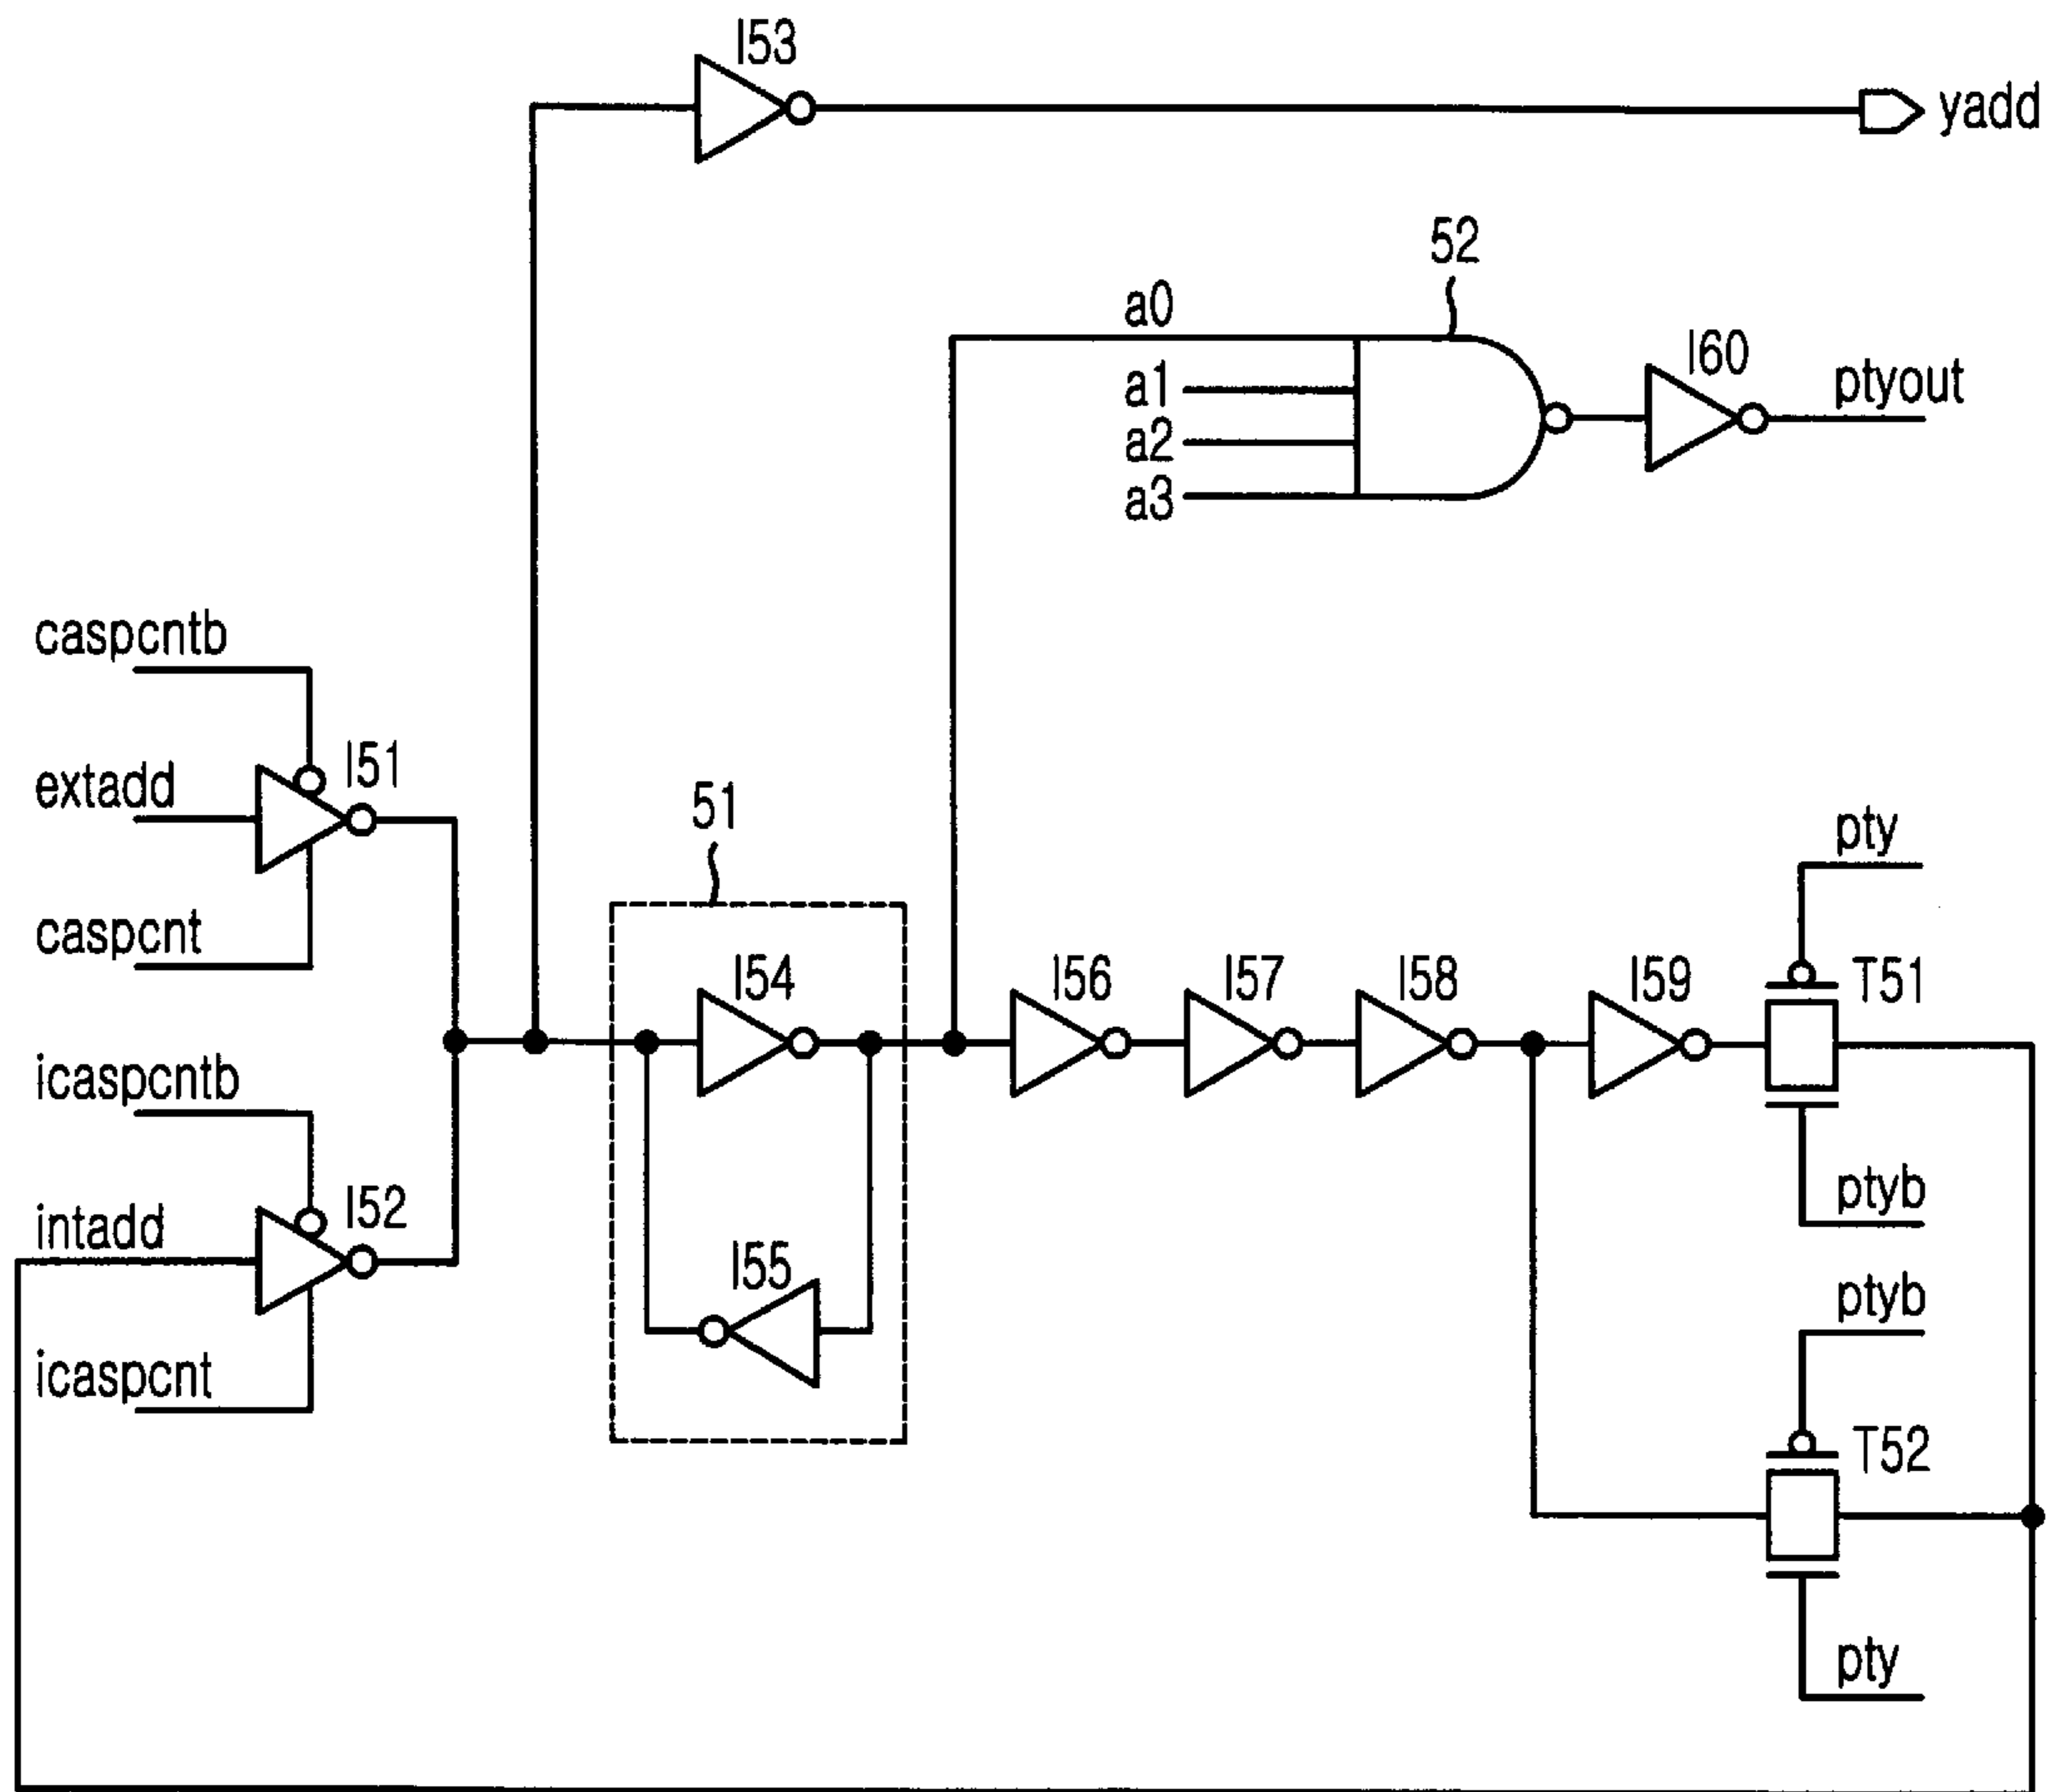 I53
yadd
52
a0
I60
ptyout
a1
a2
a3
caspcntb
I51
extadd
51
pty
caspcnt
I54
I56
I57
I58
I59
T51
icaspcntb
ptyb
intadd
I52
I55
ptyb
icaspcnt
T52
pty